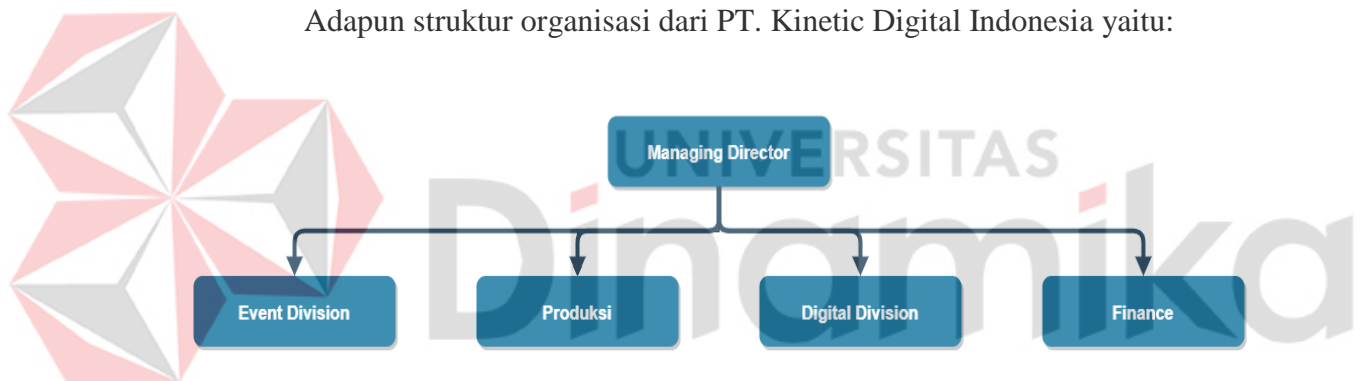 Adapun struktur organisasi dari PT. Kinetic Digital Indonesia yaitu:
UNIVERSITAS
Dinamika
Managing Director
Event Division
Produksi
Digital Division
Finance